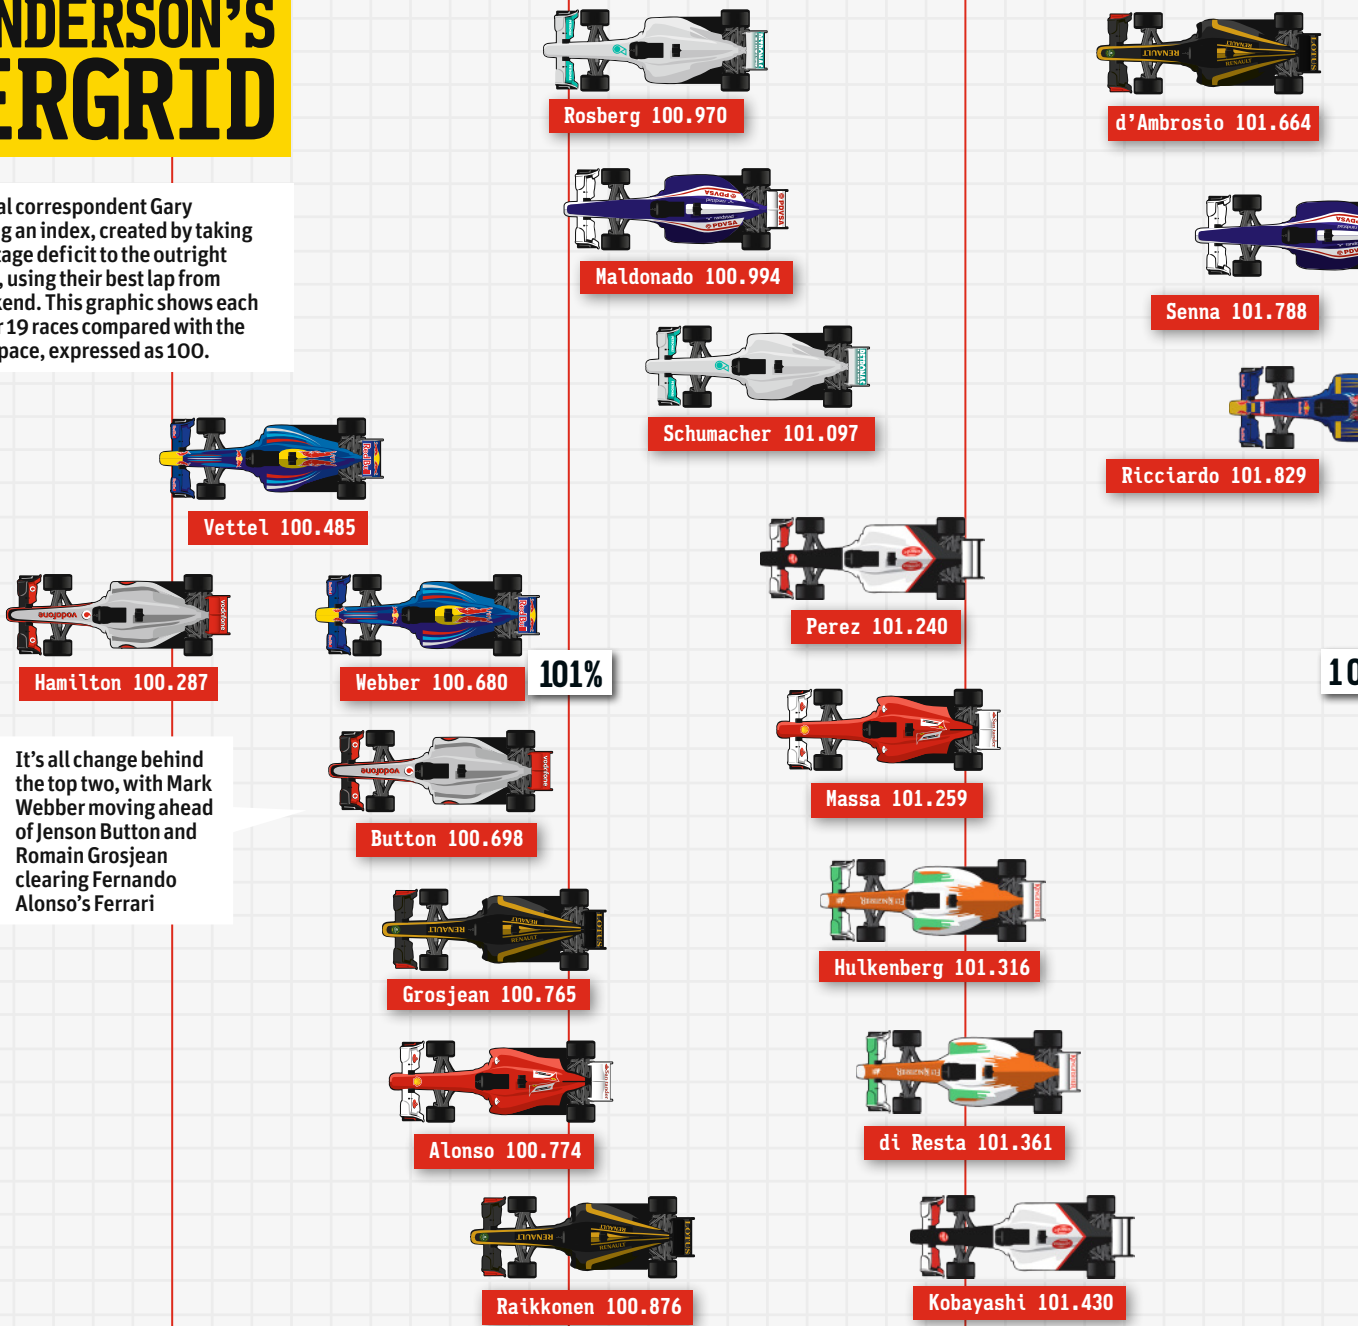 NDERSON'S
ERGRID
al correspondent Gary
g an index, created by taking
tage deficit to the outright
, using their best lap from
kend. This graphic shows each
r 19 races compared with the
pace, expressed as 100.
Vettel 100.485
Hamilton 100.287
Webber 100.680
101%
It's all change behind
the top two, with Mark
Webber moving ahead
of Jenson Button and
Romain Grosjean
clearing Fernando
Alonso's Ferrari
Button 100.698
Grosjean 100.765
Alonso 100.774
Raikkonen 100.876
Rosberg 100.970
Maldonado 100.994
Schumacher 101.097
Perez 101.240
Massa 101.259
Hulkenberg 101.316
di Resta 101.361
Kobayashi 101.430
d'Ambrosio 101.664
Senna 101.788
Ricciardo 101.829
10